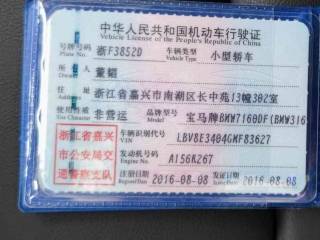 中华人民共和国机动车行驶证
Vehicle License of the People's Republic of China
号牌号码 浙F3852D 车辆类型 小型轿车
Plate No. Vehicle Type
所有人 董韬
Owner
住址 浙江省嘉兴市南湖区长中苑13幢302室
Address
使用性质 非营运 品牌型号 宝马牌BMW7160DF(BMW316
Use Character Model
浙江省嘉兴市公安局交通警察支队
车辆识别代号 LBV8E3404GMF83627
VIN
发动机号码 A156K267
Engine No.
注册日期 2016-08-08 发证日期 2016-08-08
Register Date Issue Date